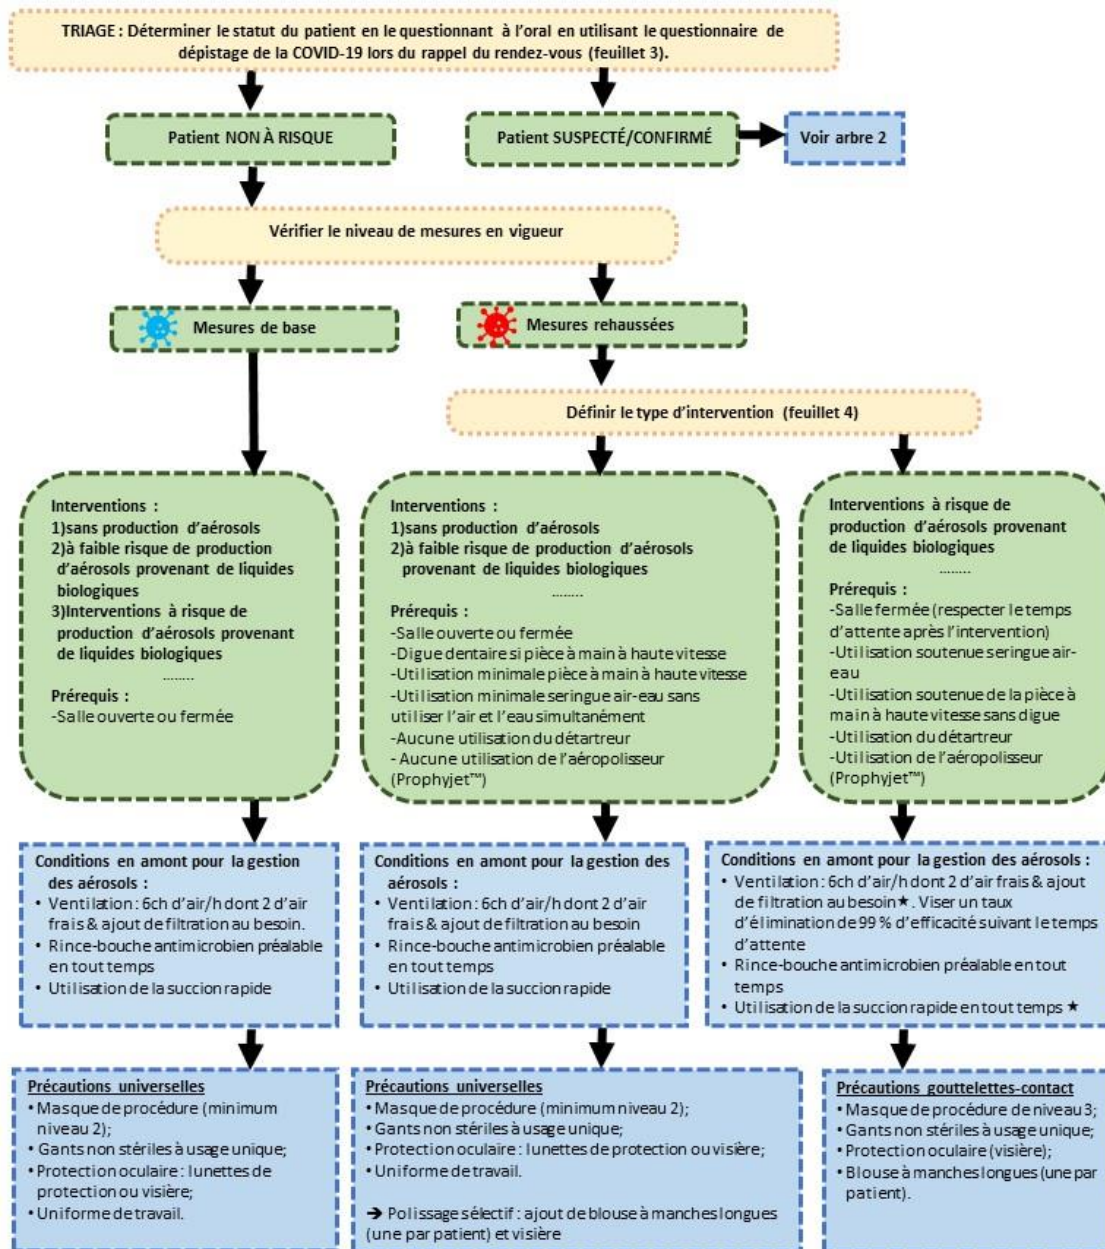 TRIAGE : Déterminer le statut du patient en le questionnant à l'oral en utilisant le questionnaire de
dépistage de la COVID-19 lors du rappel du rendez-vous (feuillet 3).
Patient NON À RISQUE
Patient SUSPECTÉ/CONFIRMÉ
Voir arbre 2
Vérifier le niveau de mesures en vigueur
Mesures de base
Mesures rehaussées
Définir le type d'intervention (feuillet 4)
Interventions :
1)sans production d'aérosols
2)à faible risque de production
d'aérosols provenant de liquides
biologiques
3)Interventions à risque de
production d'aérosols provenant
de liquides biologiques
........
Prérequis :
-Salle ouverte ou fermée
Interventions :
1)sans production d'aérosols
2)à faible risque de production d'aérosols
provenant de liquides biologiques
........
Prérequis :
-Salle ouverte ou fermée
-Digue dentaire si pièce à main à haute vitesse
-Utilisation minimale pièce à main à haute vitesse
-Utilisation minimale seringue air-eau sans
utiliser l'air et l'eau simultanément
-Aucune utilisation du détartreur
- Aucune utilisation de l'aéropolisseur
(Prophyjet™)
Interventions à risque de
production d'aérosols provenant
de liquides biologiques
........
Prérequis :
-Salle fermée (respecter le temps
d'attente après l'intervention)
-Utilisation soutenue seringue air-
eau
-Utilisation soutenue de la pièce à
main à haute vitesse sans digue
-Utilisation du détartreur
-Utilisation de l'aéropolisseur
(Prophyjet™)
Conditions en amont pour la gestion
des aérosols :
• Ventilation : 6ch d'air/h dont 2 d'air
frais & ajout de filtration au besoin.
• Rince-bouche antimicrobien préalable
en tout temps
• Utilisation de la succion rapide
Conditions en amont pour la gestion des
aérosols :
• Ventilation : 6ch d'air/h dont 2 d'air
frais & ajout de filtration au besoin
• Rince-bouche antimicrobien préalable
en tout temps
• Utilisation de la succion rapide
Conditions en amont pour la gestion des aérosols :
• Ventilation : 6ch d'air/h dont 2 d'air frais & ajout
de filtration au besoin★. Viser un taux
d'élimination de 99 % d'efficacité suivant le temps
d'attente
• Rince-bouche antimicrobien préalable en tout
temps
• Utilisation de la succion rapide en tout temps ★
Précautions universelles
• Masque de procédure (minimum
niveau 2);
• Gants non stériles à usage unique;
• Protection oculaire : lunettes de
protection ou visière;
• Uniforme de travail.
Précautions universelles
• Masque de procédure (minimum niveau 2);
• Gants non stériles à usage unique;
• Protection oculaire : lunettes de protection ou visière;
• Uniforme de travail.
➔ Polissage sélectif : ajout de blouse à manches longues
(une par patient) et visière
Précautions gouttelettes-contact
• Masque de procédure de niveau 3;
• Gants non stériles à usage unique;
• Protection oculaire (visière);
• Blouse à manches longues (une par
patient).